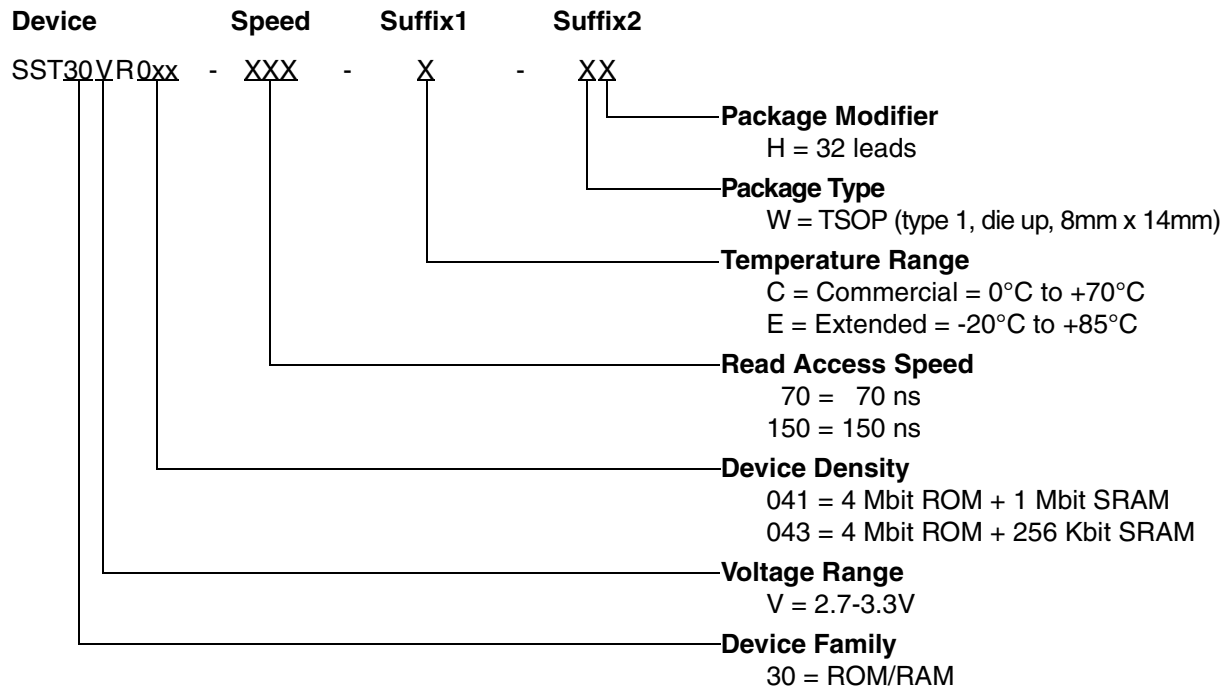 Device Speed Suffix1 Suffix2
SST30VR0xx - XXX - X - XX
Package Modifier
H = 32 leads
Package Type
W = TSOP (type 1, die up, 8mm x 14mm)
Temperature Range
C = Commercial = 0°C to +70°C
E = Extended = -20°C to +85°C
Read Access Speed
70 = 70 ns
150 = 150 ns
Device Density
041 = 4 Mbit ROM + 1 Mbit SRAM
043 = 4 Mbit ROM + 256 Kbit SRAM
Voltage Range
V = 2.7-3.3V
Device Family
30 = ROM/RAM